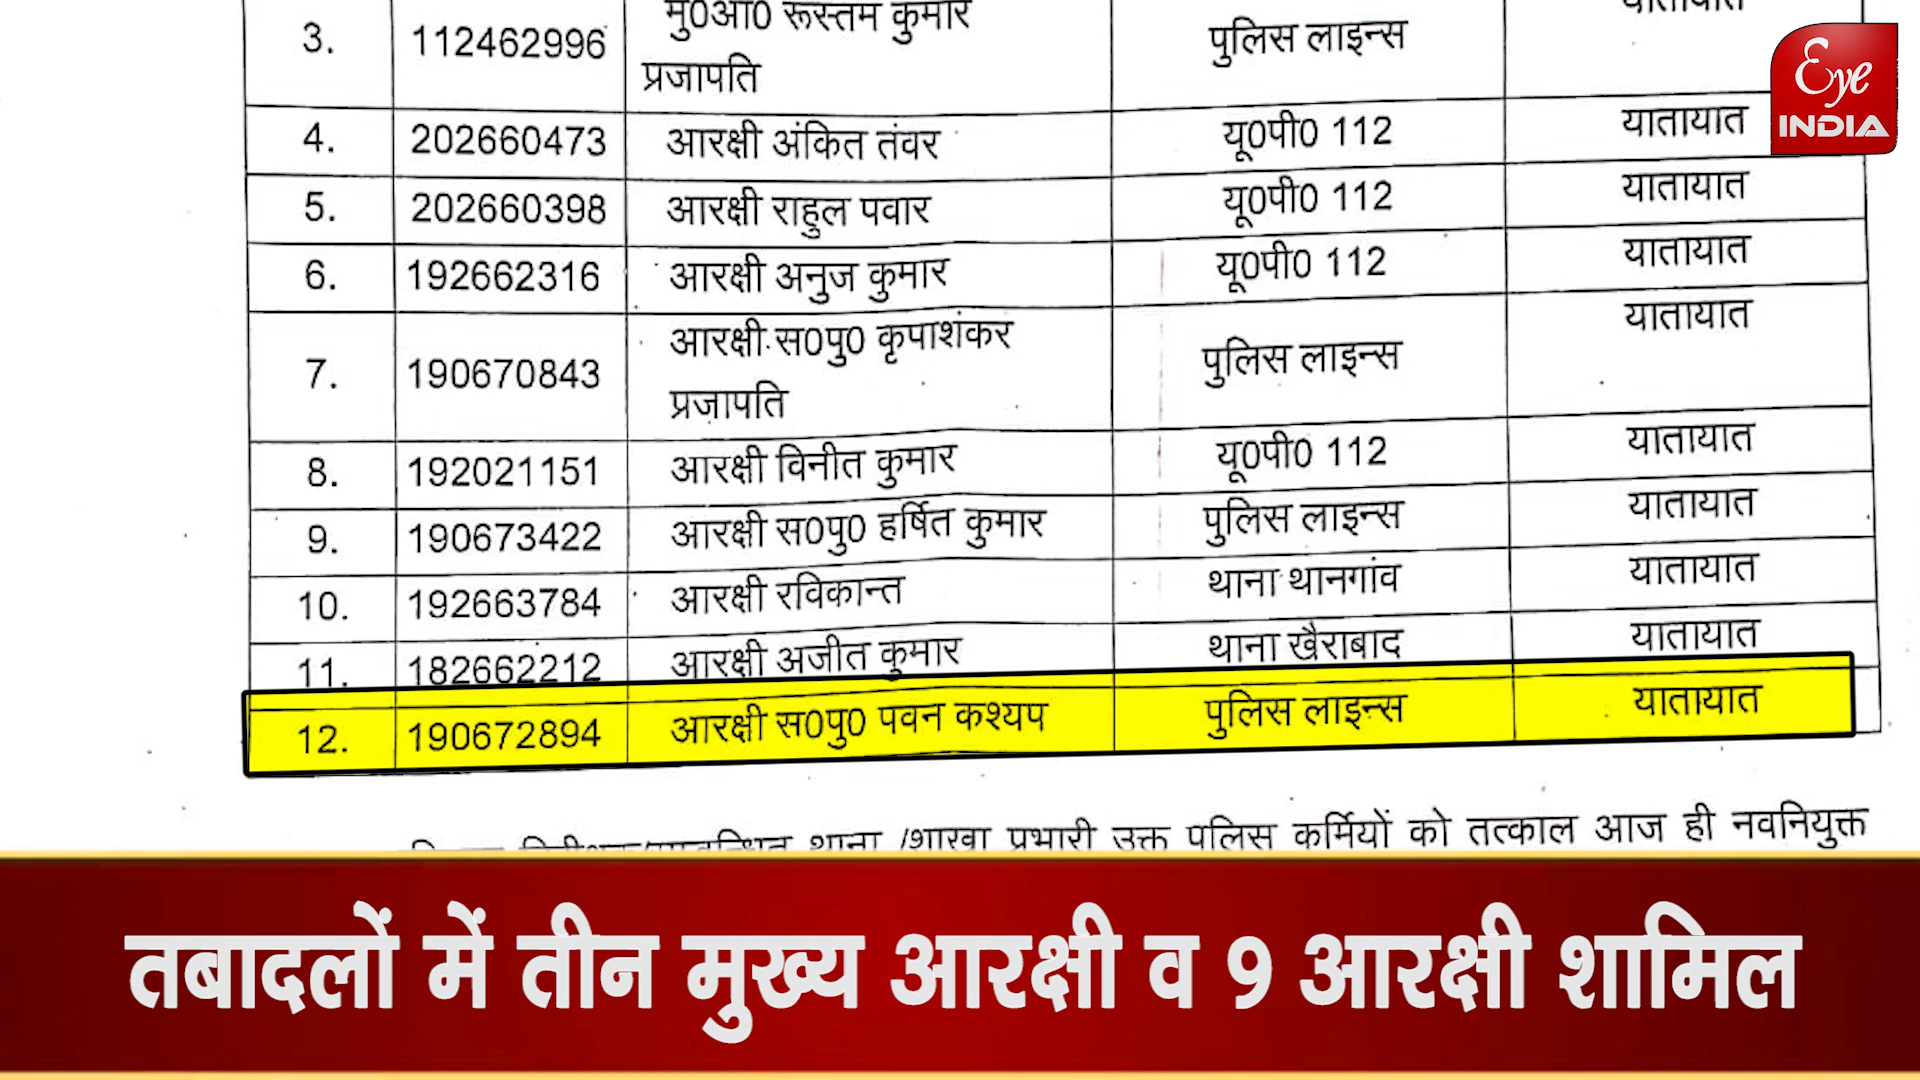 3. 112462996 मु0आ0 रूस्तम कुमार प्रजापति पुलिस लाइन्स यातायात
4. 202660473 आरक्षी अंकित तंवर यू0पी0 112 यातायात
5. 202660398 आरक्षी राहुल पवार यू0पी0 112 यातायात
6. 192662316 आरक्षी अनुज कुमार यू0पी0 112 यातायात
7. 190670843 आरक्षी स0पु0 कृपाशंकर प्रजापति पुलिस लाइन्स यातायात
8. 192021151 आरक्षी विनीत कुमार यू0पी0 112 यातायात
9. 190673422 आरक्षी स0पु0 हर्षित कुमार पुलिस लाइन्स यातायात
10. 192663784 आरक्षी रविकान्त थाना थानगांव यातायात
11. 182662212 आरक्षी अजीत कुमार थाना खैराबाद यातायात
12. 190672894 आरक्षी स0पु0 पवन कश्यप पुलिस लाइन्स यातायात
थाना /शाखा प्रभारी उक्त पुलिस कर्मियों को तत्काल आज ही नवनियुक्त
Eye
INDIA
तबादलों में तीन मुख्य आरक्षी व 9 आरक्षी शामिल